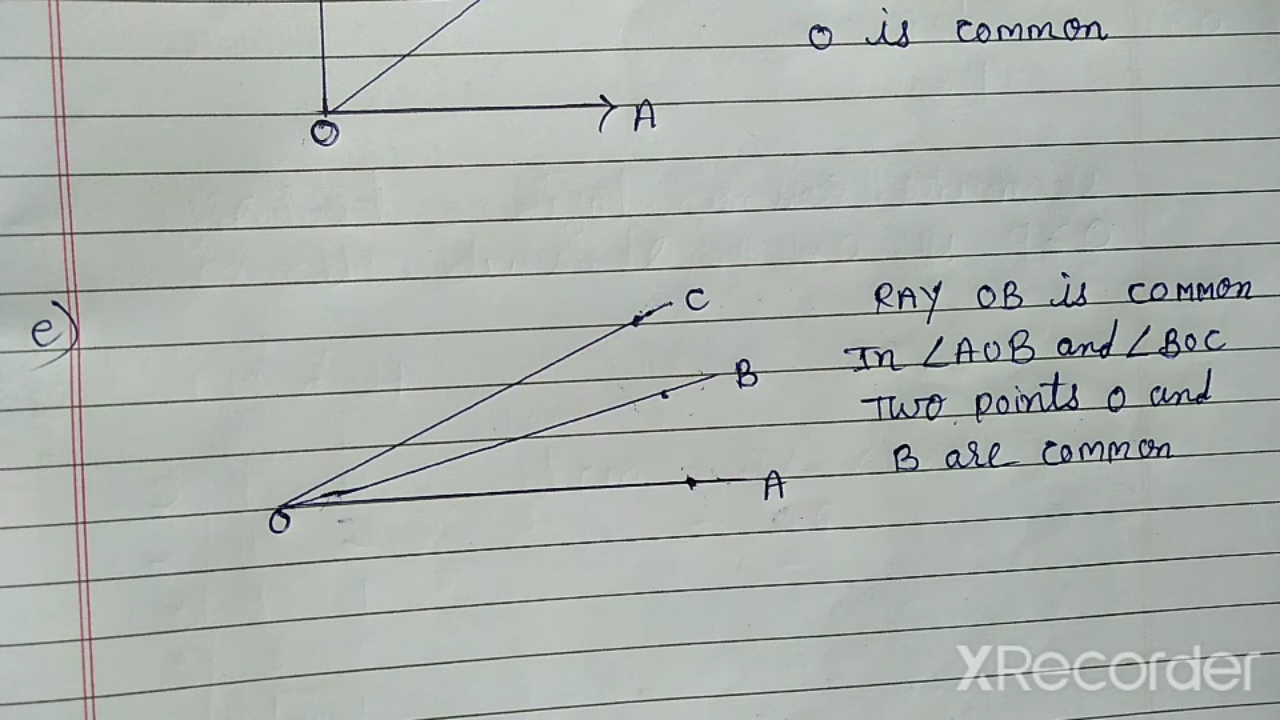 O is common
A
O
e)
C
RAY OB is common
B
In ∠AOB and ∠BOC
Two points O and
B are common
A
O
XRecorder